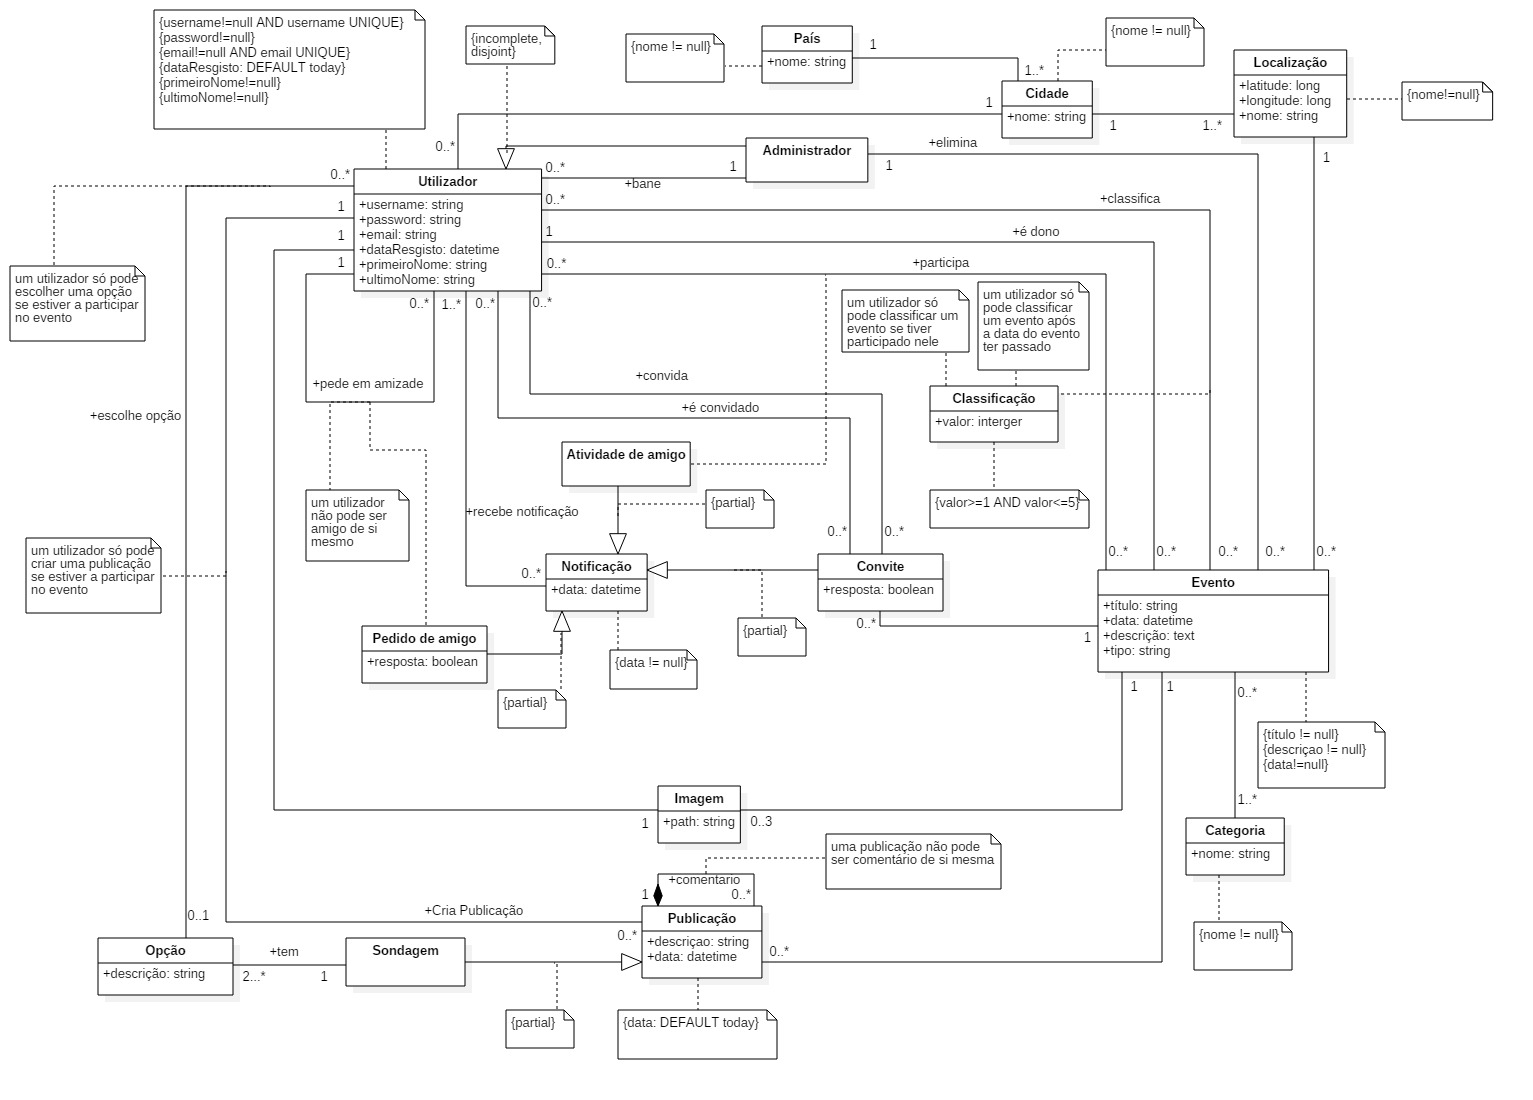 {username!=null AND username UNIQUE}
{password!=null}
{email!=null AND email UNIQUE}
{dataResgisto: DEFAULT today}
{primeiroNome!=null}
{ultimoNome!=null}
{incomplete,
disjoint}
{nome != null}
País
+nome: string
1
1..*
{nome != null}
Cidade
+nome: string
1
1
1..*
Localização
+latitude: long
+longitude: long
+nome: string
{nome!=null}
1
0..*
Administrador
1
+bane
0..*
+elimina
1
0..*
Utilizador
+username: string
+password: string
+email: string
+dataResgisto: datetime
+primeiroNome: string
+ultimoNome: string
1
1
1
0..*
+classifica
1
+é dono
0..*
+participa
0..*
1..*
0..*
0..*
um utilizador só pode
escolher uma opção
se estiver a participar
no evento
um utilizador só
pode classificar um
evento se tiver
participado nele
um utilizador só
pode classificar
um evento após
a data do evento
ter passado
+pede em amizade
+convida
+é convidado
Classificação
+valor: interger
+escolhe opção
Atividade de amigo
{valor>=1 AND valor<=5}
{partial}
um utilizador
não pode ser
amigo de si
mesmo
+recebe notificação
0..*
0..*
0..*
0..*
0..*
0..*
0..*
um utilizador só pode
criar uma publicação
se estiver a participar
no evento
0..*
Notificação
+data: datetime
Convite
+resposta: boolean
Evento
+título: string
+data: datetime
+descrição: text
+tipo: string
0..*
1
{partial}
Pedido de amigo
+resposta: boolean
{data != null}
{partial}
1
1
0..*
{título != null}
{descriçao != null}
{data!=null}
1..*
Imagem
+path: string
1
0..3
Categoria
+nome: string
uma publicação não pode
ser comentário de si mesma
+comentario
1
0..*
+Cria Publicação
0..1
0..*
Publicação
+descriçao: string
+data: datetime
0..*
{nome != null}
Opção
+descrição: string
+tem
2...*
1
Sondagem
{partial}
{data: DEFAULT today}